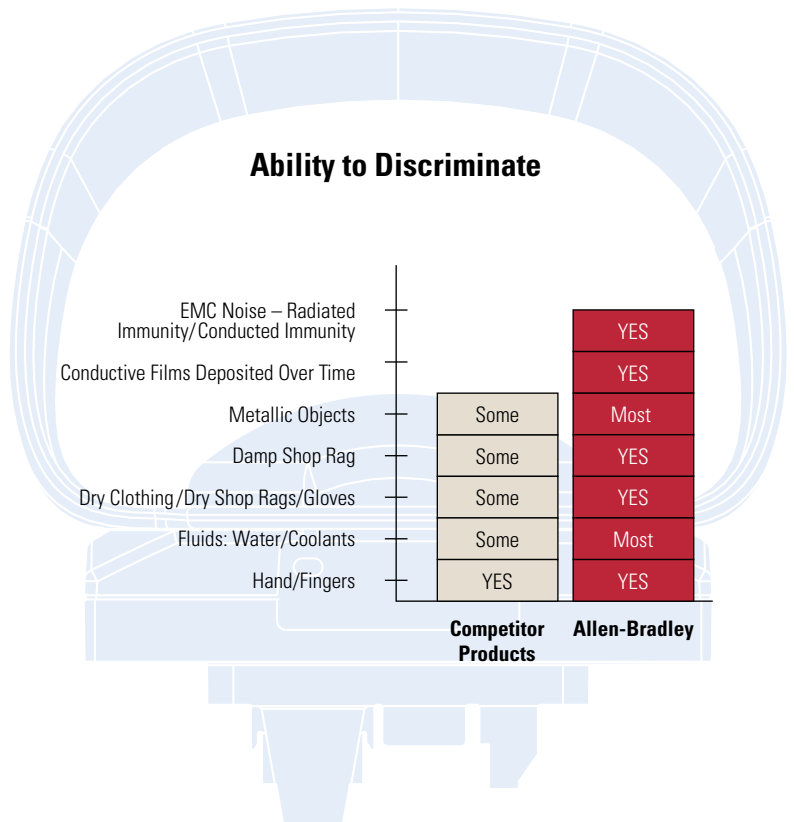 Ability to Discriminate
EMC Noise – Radiated
Immunity/Conducted Immunity
YES
Conductive Films Deposited Over Time
YES
Metallic Objects
Some
Most
Damp Shop Rag
Some
YES
Dry Clothing/Dry Shop Rags/Gloves
Some
YES
Fluids: Water/Coolants
Some
Most
Hand/Fingers
YES
YES
Competitor
Products
Allen-Bradley